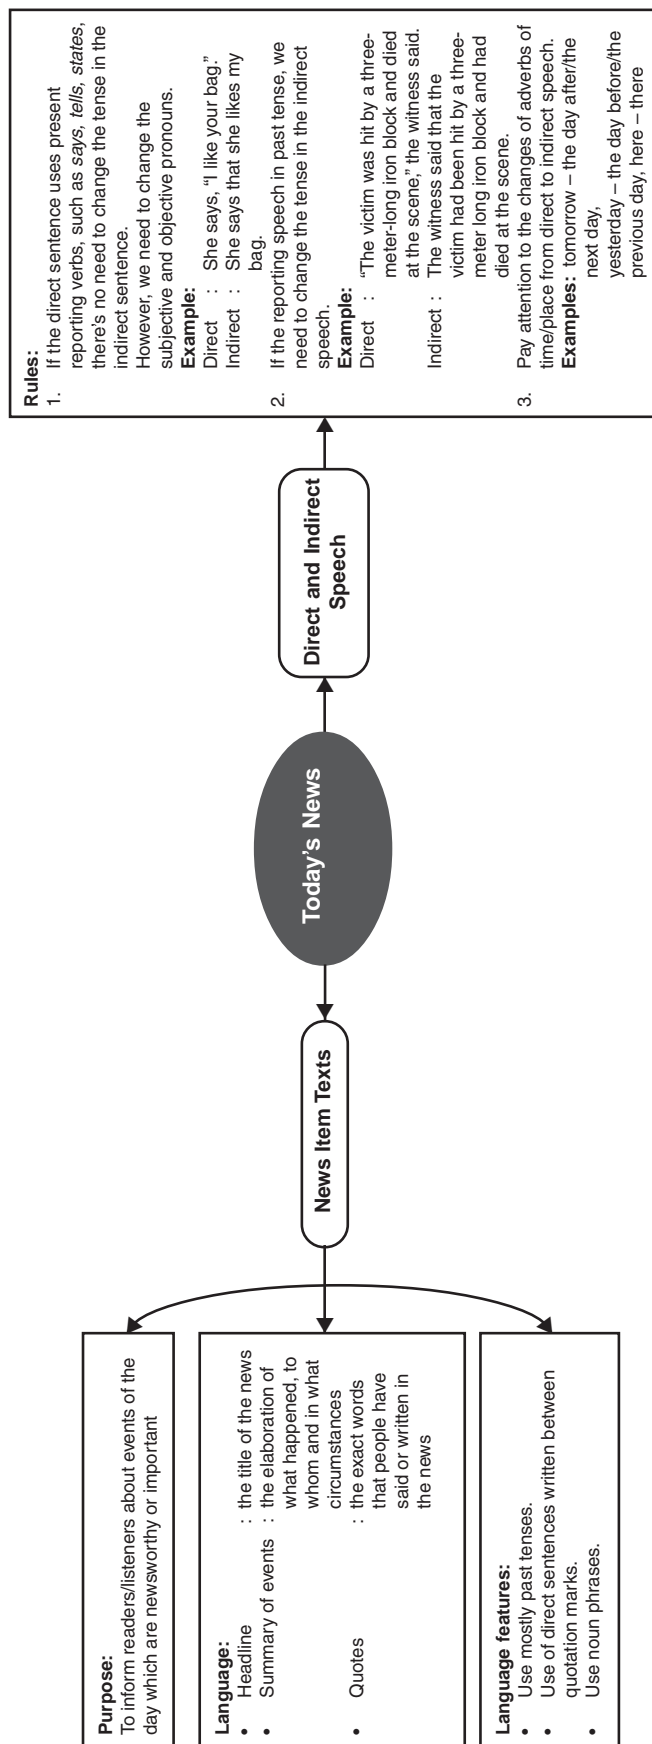 Purpose:
To inform readers/listeners about events of the
day which are newsworthy or important
Language:
• Headline : the title of the news
• Summary of events : the elaboration of
what happened, to
whom and in what
circumstances
• Quotes : the exact words
that people have
said or written in
the news
Language features:
• Use mostly past tenses.
• Use of direct sentences written between
quotation marks.
• Use noun phrases.
News Item Texts
Today's News
Direct and Indirect
Speech
Rules:
1. If the direct sentence uses present
reporting verbs, such as says, tells, states,
there's no need to change the tense in the
indirect sentence.
However, we need to change the
subjective and objective pronouns.
Example:
Direct : She says, “I like your bag.”
Indirect : She says that she likes my
bag.
2. If the reporting speech in past tense, we
need to change the tense in the indirect
speech.
Example:
Direct : “The victim was hit by a three-
meter-long iron block and died
at the scene,” the witness said.
Indirect : The witness said that the
victim had been hit by a three-
meter long iron block and had
died at the scene.
3. Pay attention to the changes of adverbs of
time/place from direct to indirect speech.
Examples: tomorrow – the day after/the
next day,
yesterday – the day before/the
previous day, here – there